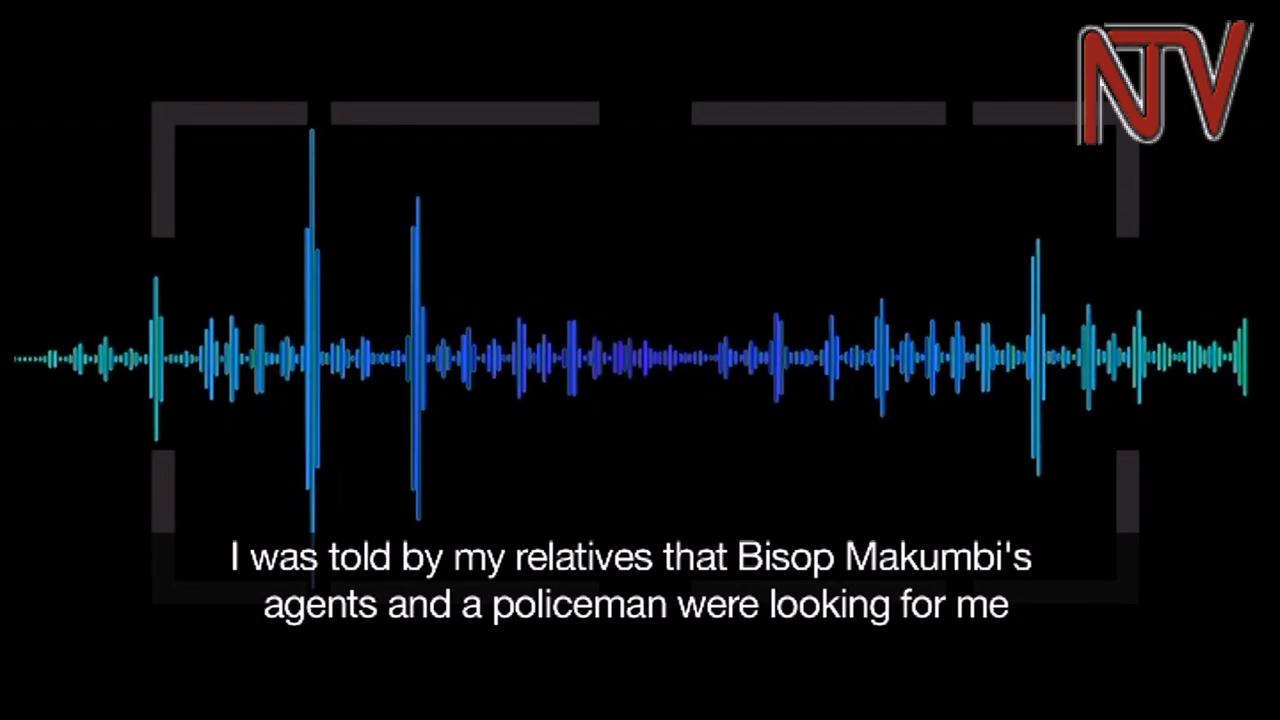 NTV
I was told by my relatives that Bisop Makumbi's
agents and a policeman were looking for me